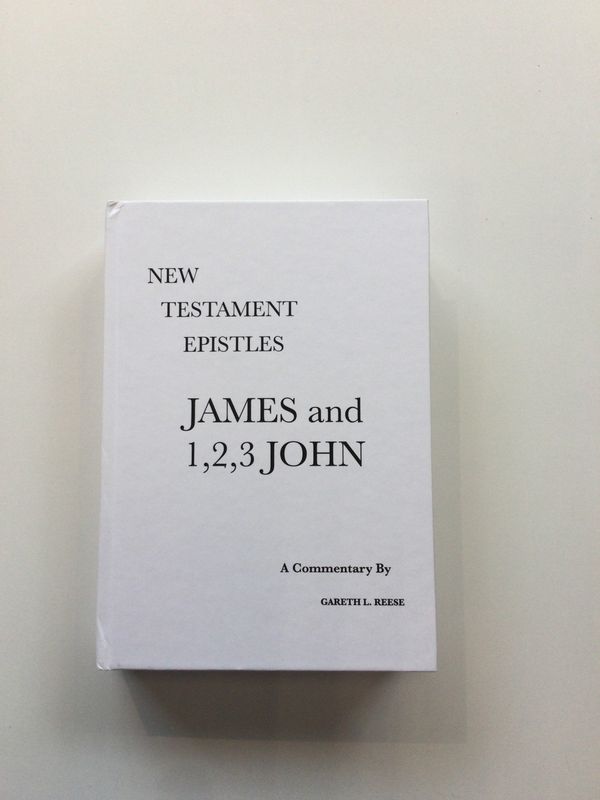 NEW
TESTAMENT
EPISTLES
JAMES and
1,2,3 JOHN
A Commentary By
GARETH L. REESE